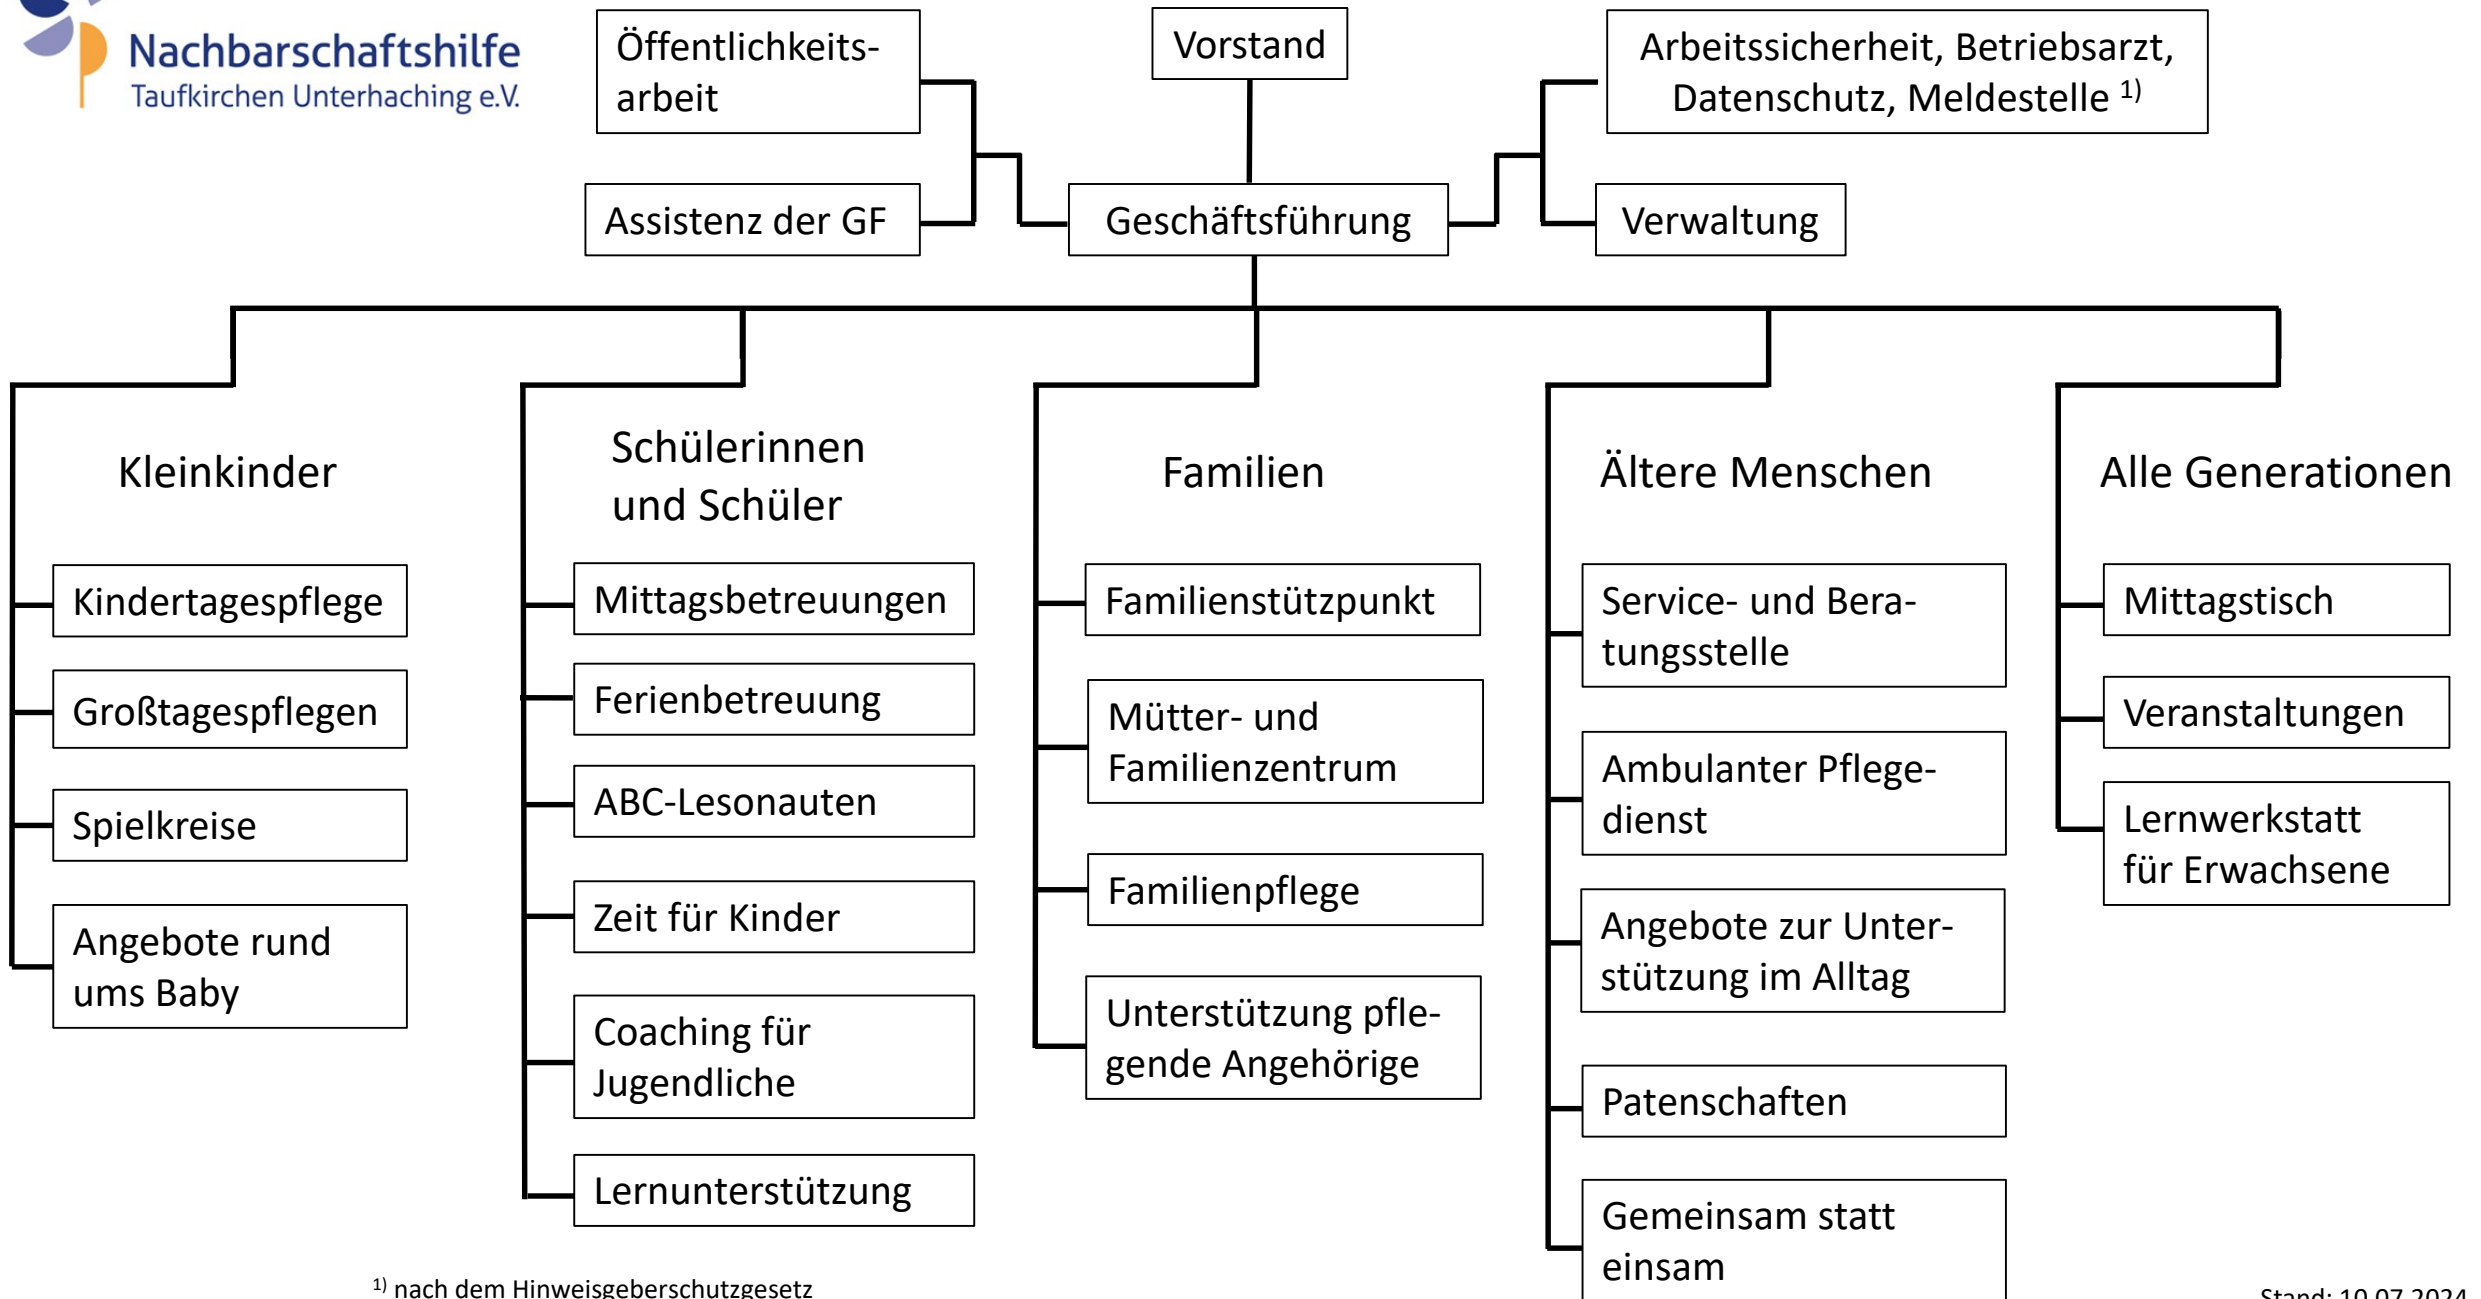 Nachbarschaftshilfe
Taufkirchen Unterhaching e.V.
Öffentlichkeits-
arbeit
Vorstand
Arbeitssicherheit, Betriebsarzt,
Datenschutz, Meldestelle 1)
Assistenz der GF
Geschäftsführung
Verwaltung
Kleinkinder
Kindertagespflege
Großtagespflegen
Spielkreise
Angebote rund
ums Baby
Schülerinnen
und Schüler
Mittagsbetreuungen
Ferienbetreuung
ABC-Lesonauten
Zeit für Kinder
Coaching für
Jugendliche
Lernunterstützung
Familien
Familienstützpunkt
Mütter- und
Familienzentrum
Familienpflege
Unterstützung pfle-
gende Angehörige
Ältere Menschen
Service- und Bera-
tungsstelle
Ambulanter Pflege-
dienst
Angebote zur Unter-
stützung im Alltag
Patenschaften
Gemeinsam statt
einsam
Alle Generationen
Mittagstisch
Veranstaltungen
Lernwerkstatt
für Erwachsene
1) nach dem Hinweisgeberschutzgesetz
Stand: 10.07.2024